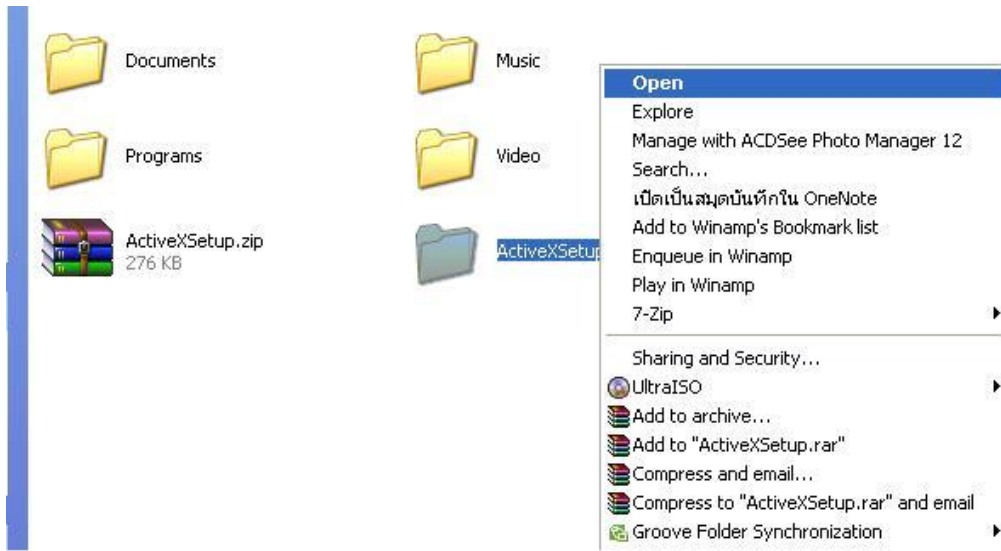 Documents
Music
Programs
Video
ActiveXSetup.zip
276 KB
ActiveXSetup
Open
Explore
Manage with ACDSee Photo Manager 12
Search...
เปิดเป็นสมุดบันทึกใน OneNote
Add to Winamp's Bookmark list
Enqueue in Winamp
Play in Winamp
7-Zip
Sharing and Security...
UltraISO
Add to archive...
Add to "ActiveXSetup.rar"
Compress and email...
Compress to "ActiveXSetup.rar" and email
Groove Folder Synchronization